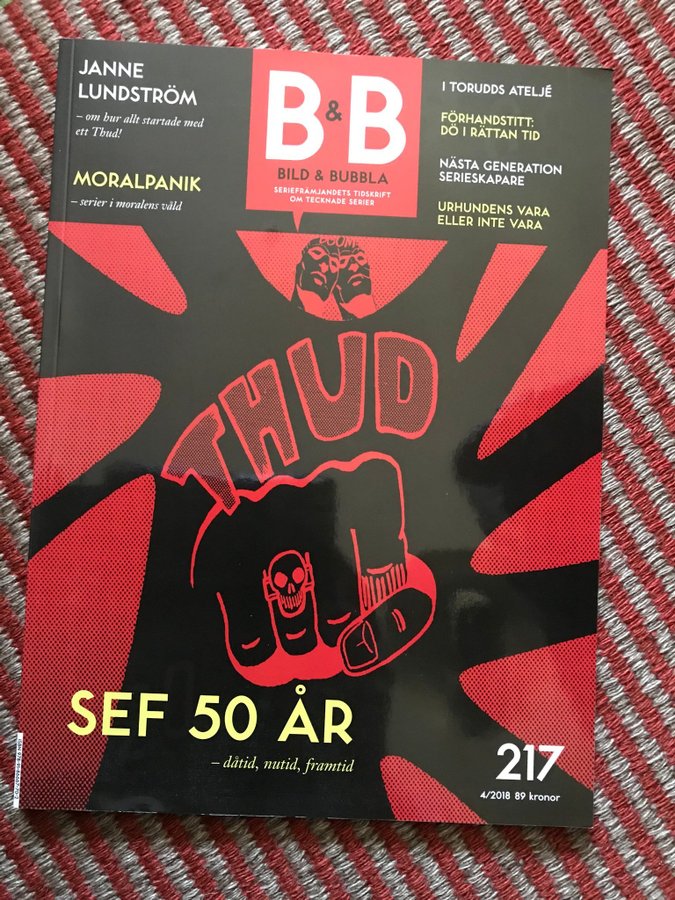 JANNE
LUNDSTRÖM
– om hur allt startade med
ett Thud!
MORALPANIK
– serier i moralens våld
B&B
BILD & BUBBLA
SERIEFRÄMJANDETS TIDSKRIFT
OM TECKNADE SERIER
I TORUDDS ATELJÉ
FÖRHANDSTITT:
DÖ I RÄTTAN TID
NÄSTA GENERATION
SERIESKAPARE
URHUNDENS VARA
ELLER INTE VARA
THUD
SEF 50 ÅR
– dåtid, nutid, framtid
217
4/2018 89 kronor